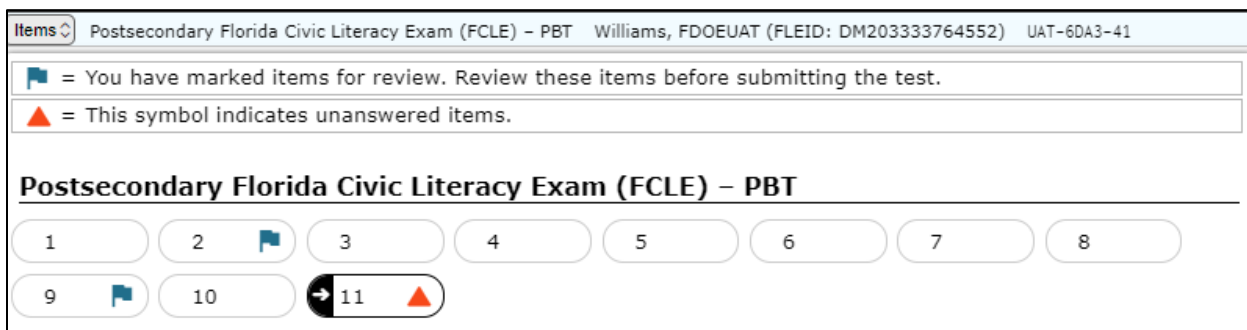 Items Postsecondary Florida Civic Literacy Exam (FCLE) – PBT Williams, FDOEUAT (FLEID: DM203333764552) UAT-6DA3-41
= You have marked items for review. Review these items before submitting the test.
= This symbol indicates unanswered items.
Postsecondary Florida Civic Literacy Exam (FCLE) – PBT
1 2 3 4 5 6 7 8
9 10 11